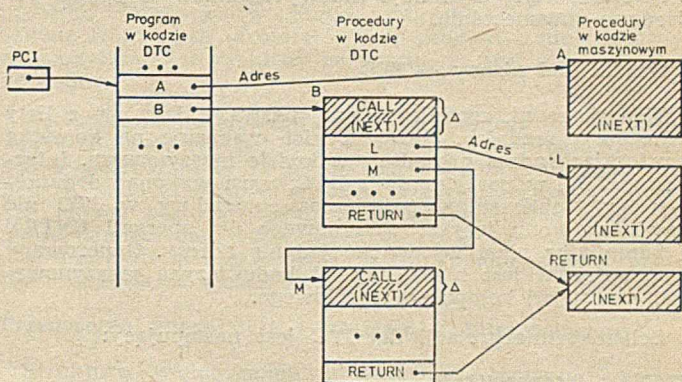 Program
w kodzie
DTC
Procedury
w kodzie
DTC
Procedury
w kodzie
maszynowym
PCI
• • •
A
Adres
A
B
B
CALL
(NEXT)
Δ
(NEXT)
• • •
L
Adres
L
M
• • •
RETURN
(NEXT)
M
CALL
(NEXT)
Δ
RETURN
(NEXT)
• • •
RETURN